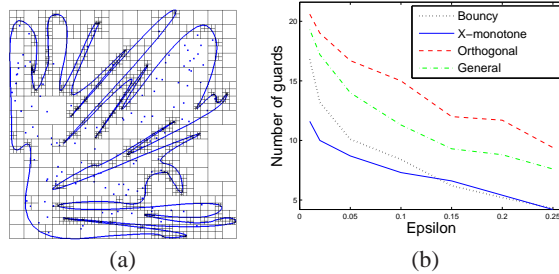 20
15
10
5
Number of guards
0
0.05
0.1
0.15
0.2
0.25
Epsilon
Bouncy
X−monotone
Orthogonal
General
(a)
(b)